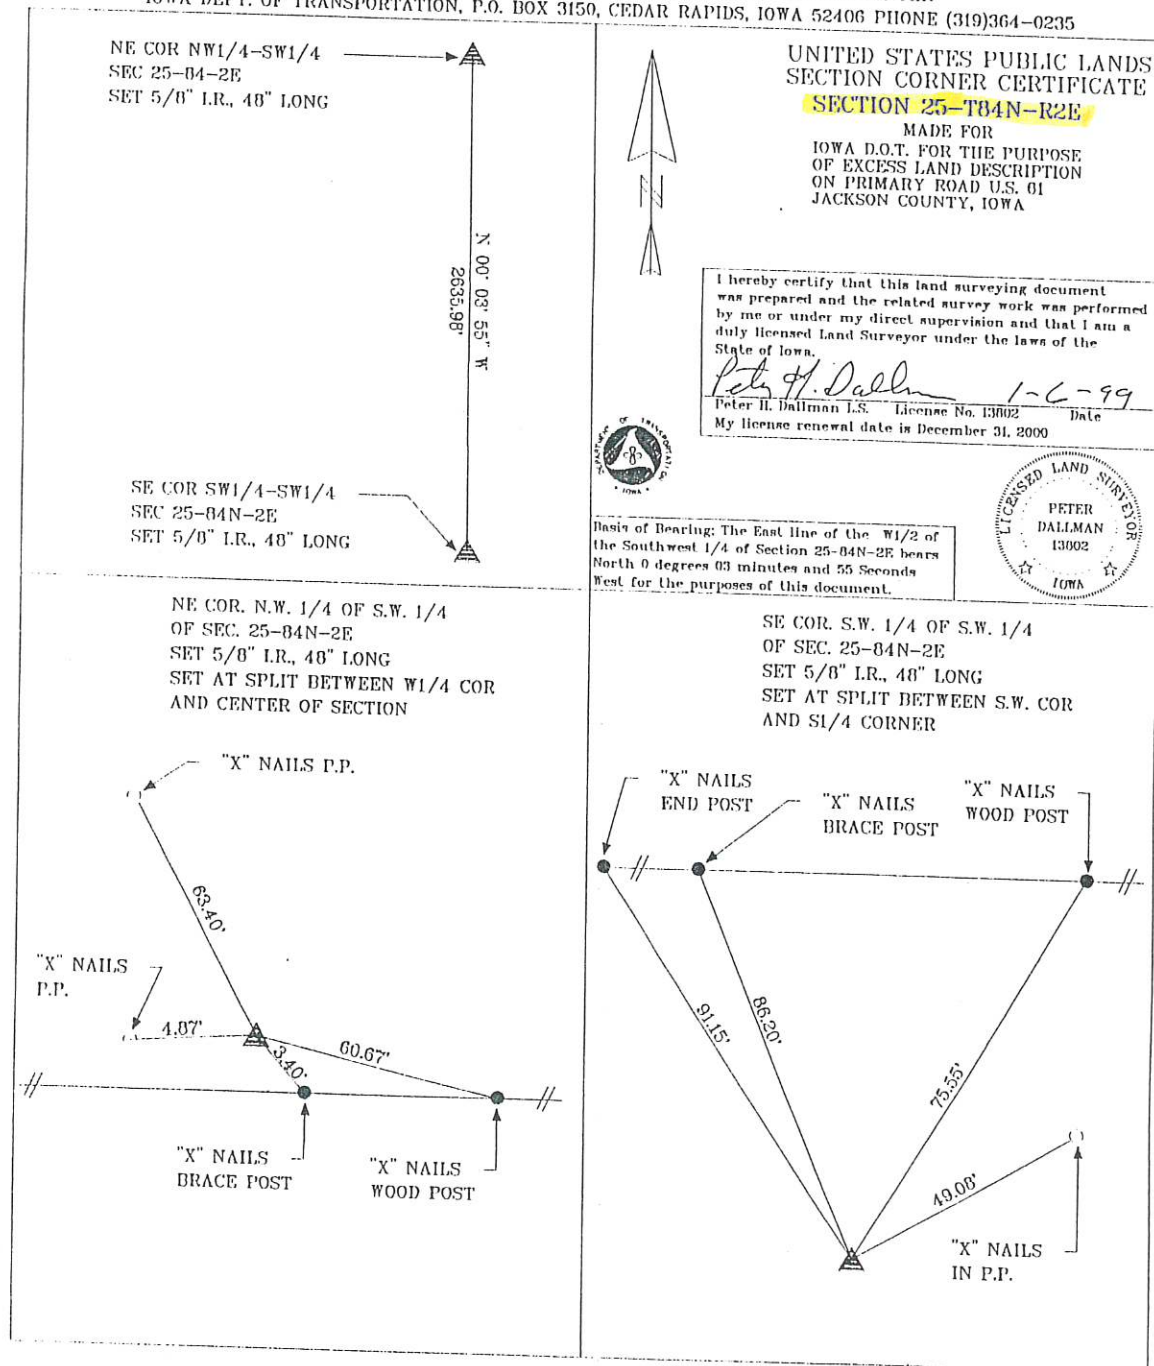 IOWA DEPT. OF TRANSPORTATION, P.O. BOX 3150, CEDAR RAPIDS, IOWA 52406 PHONE (319)364-0235
NE COR NW1/4-SW1/4
SEC 25-84-2E
SET 5/8" I.R., 48" LONG
N 00° 03' 55" W
2635.98'
SE COR SW1/4-SW1/4
SEC 25-84N-2E
SET 5/8" I.R., 48" LONG
UNITED STATES PUBLIC LANDS
SECTION CORNER CERTIFICATE
SECTION 25-T84N-R2E
MADE FOR
IOWA D.O.T. FOR THE PURPOSE
OF EXCESS LAND DESCRIPTION
ON PRIMARY ROAD U.S. 61
JACKSON COUNTY, IOWA
N
I hereby certify that this land surveying document
was prepared and the related survey work was performed
by me or under my direct supervision and that I am a
duly licensed Land Surveyor under the laws of the
State of Iowa.
Peter H. Dallman 1-6-99
Peter H. Dallman L.S. License No. 13802 Date
My license renewal date is December 31, 2000
DEPARTMENT OF TRANSPORTATION
IOWA
LICENSED LAND SURVEYOR
PETER
DALLMAN
13802
IOWA
Basis of Bearing: The East line of the W1/2 of
the Southwest 1/4 of Section 25-84N-2E bears
North 0 degrees 03 minutes and 55 Seconds
West for the purposes of this document.
NE COR. N.W. 1/4 OF S.W. 1/4
OF SEC. 25-84N-2E
SET 5/8" I.R., 48" LONG
SET AT SPLIT BETWEEN W1/4 COR
AND CENTER OF SECTION
"X" NAILS P.P.
63.40'
"X" NAILS
P.P.
4.87'
3.40'
60.67'
"X" NAILS
BRACE POST
"X" NAILS
WOOD POST
SE COR. S.W. 1/4 OF S.W. 1/4
OF SEC. 25-84N-2E
SET 5/8" I.R., 48" LONG
SET AT SPLIT BETWEEN S.W. COR
AND S1/4 CORNER
"X" NAILS
END POST
"X" NAILS
BRACE POST
"X" NAILS
WOOD POST
91.15'
86.20'
75.55'
49.08'
"X" NAILS
IN P.P.